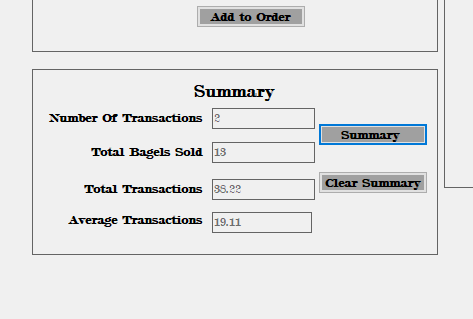 Add to Order
Summary
Number Of Transactions 2
Summary
Total Bagels Sold 13
Clear Summary
Total Transactions 38.22
Average Transactions 19.11